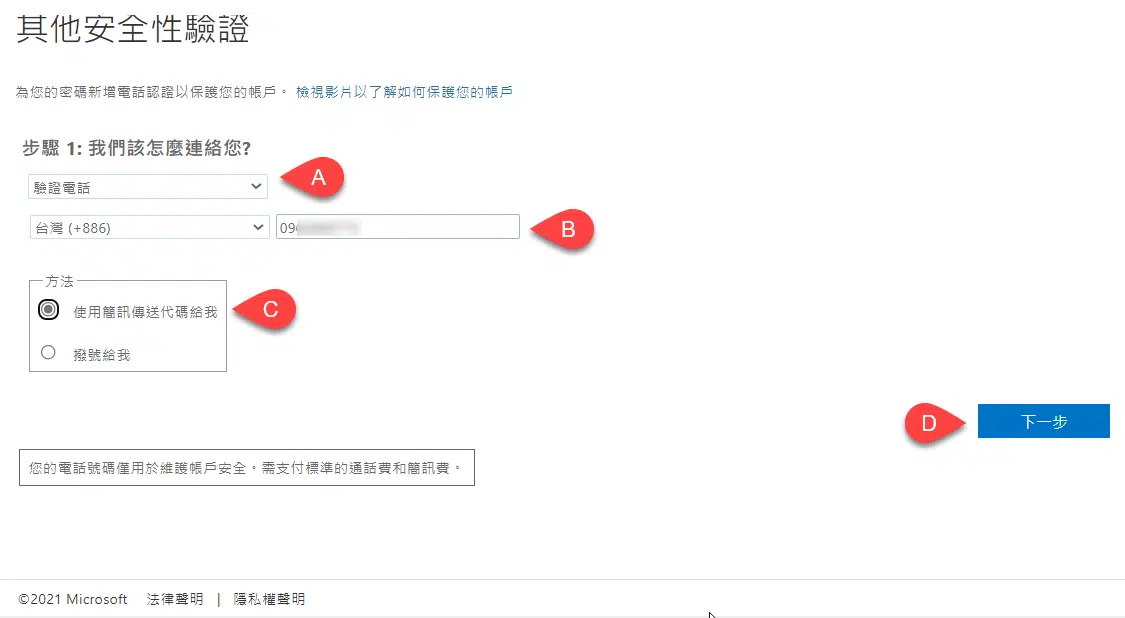 其他安全性驗證
為您的密碼新增電話認證以保護您的帳戶。 檢視影片以了解如何保護您的帳戶
步驟 1: 我們該怎麼連絡您?
驗證電話
A
台灣 (+886)
09
B
方法
使用簡訊傳送代碼給我
C
撥號給我
D
下一步
您的電話號碼僅用於維護帳戶安全。需支付標準的通話費和簡訊費。
©2021 Microsoft 法律聲明 | 隱私權聲明